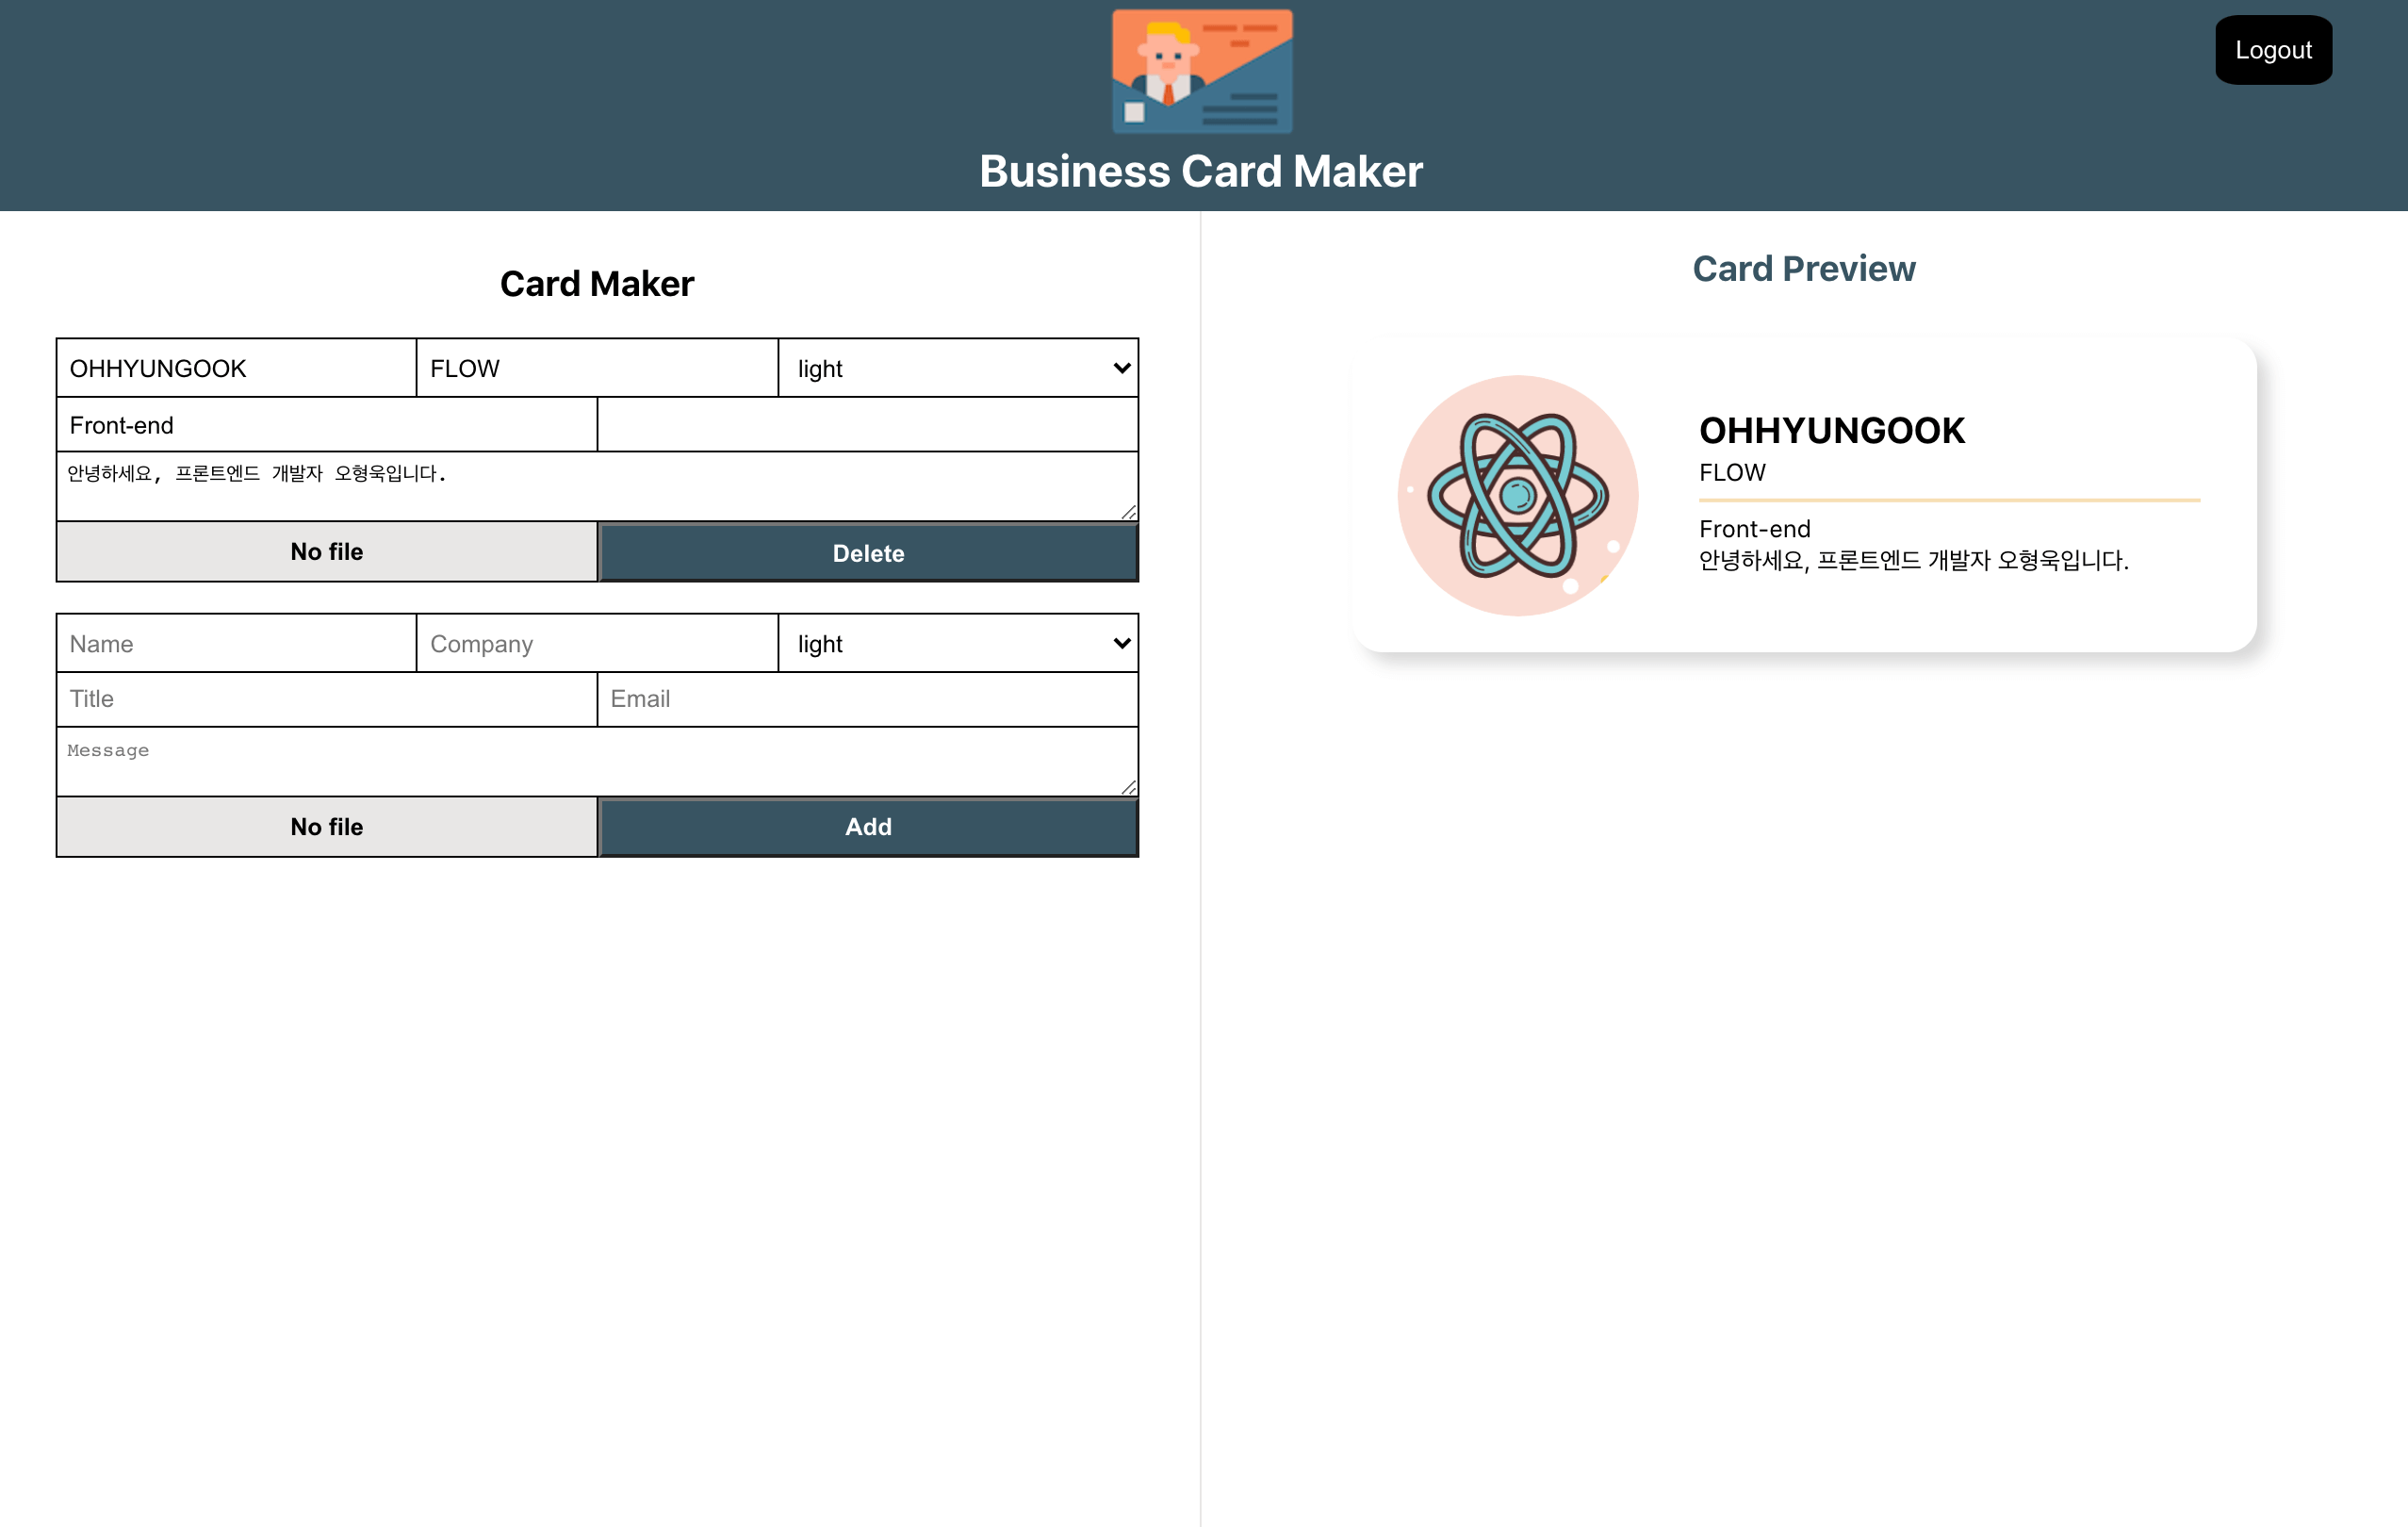 Logout
Business Card Maker
Card Maker
OHHYUNGOOK FLOW light
Front-end
안녕하세요, 프론트엔드 개발자 오형욱입니다.
No file Delete
Name Company light
Title Email
Message
No file Add
Card Preview
OHHYUNGOOK
FLOW
Front-end
안녕하세요, 프론트엔드 개발자 오형욱입니다.